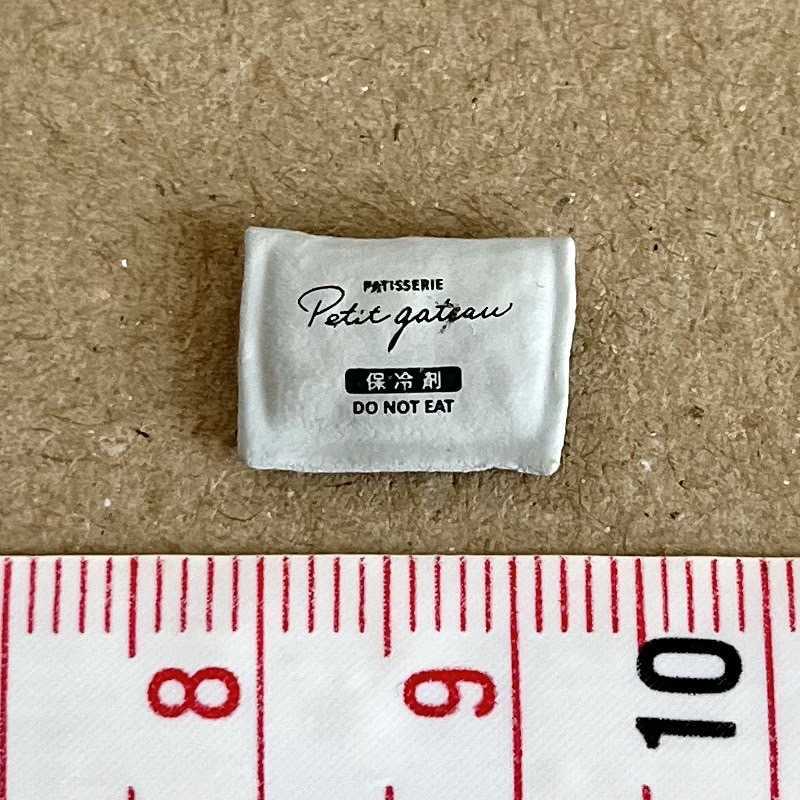 PATISSERIE
Petit gateau
保冷剤
DO NOT EAT
8 9 10